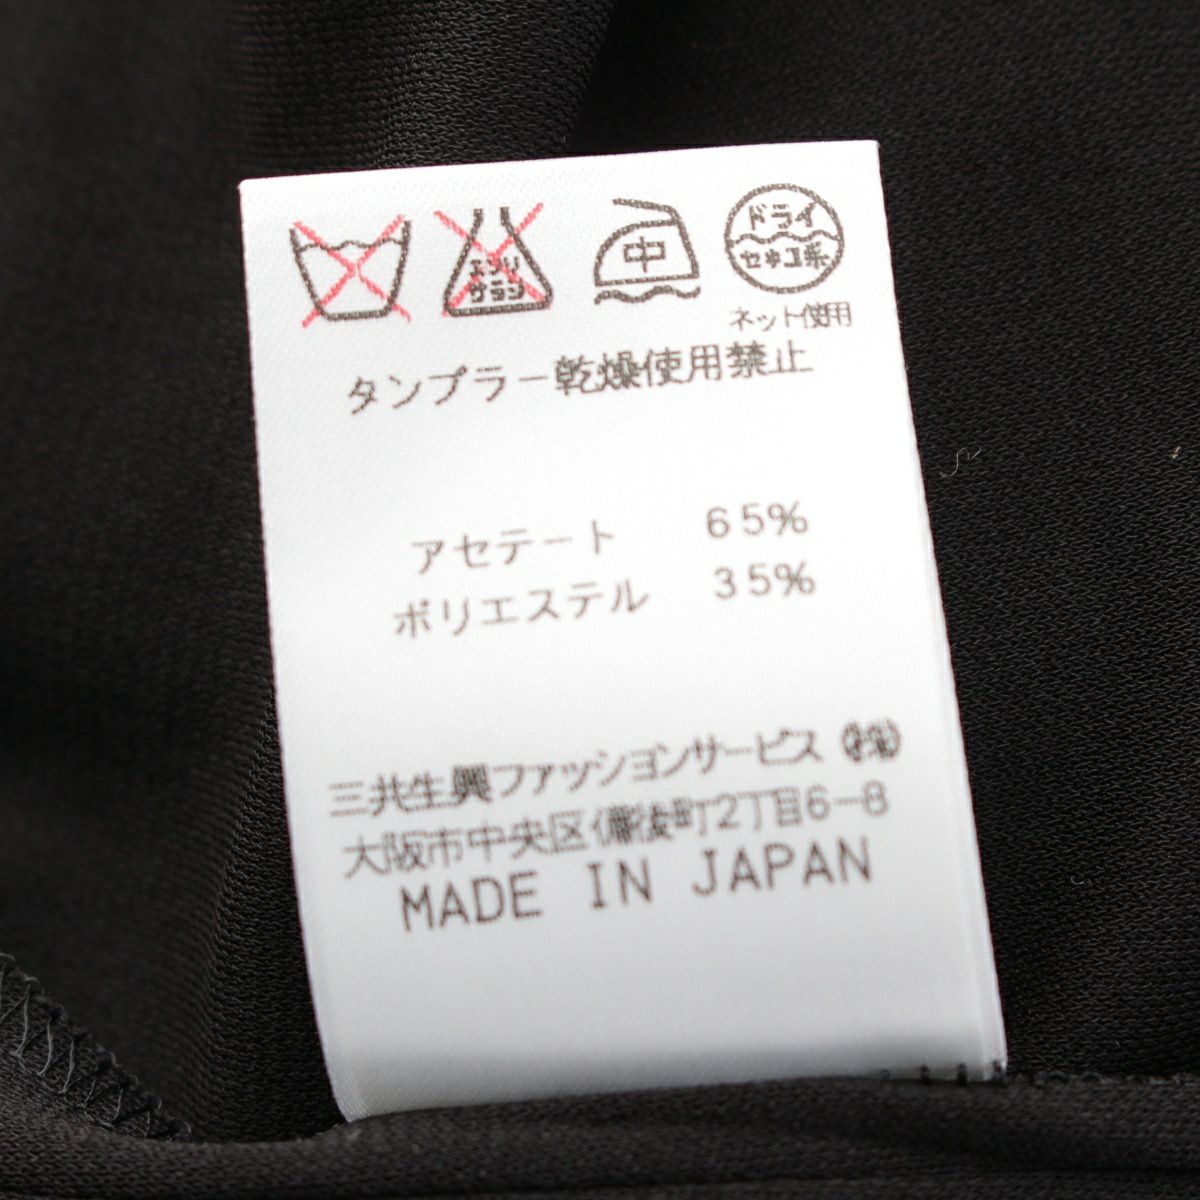 エンソ
サラシ
中
ドライ
セキユ系
ネット使用
タンブラー乾燥使用禁止
アセテート 65%
ポリエステル 35%
三共生興ファッションサービス㈱
大阪市中央区備後町2丁目6-8
MADE IN JAPAN